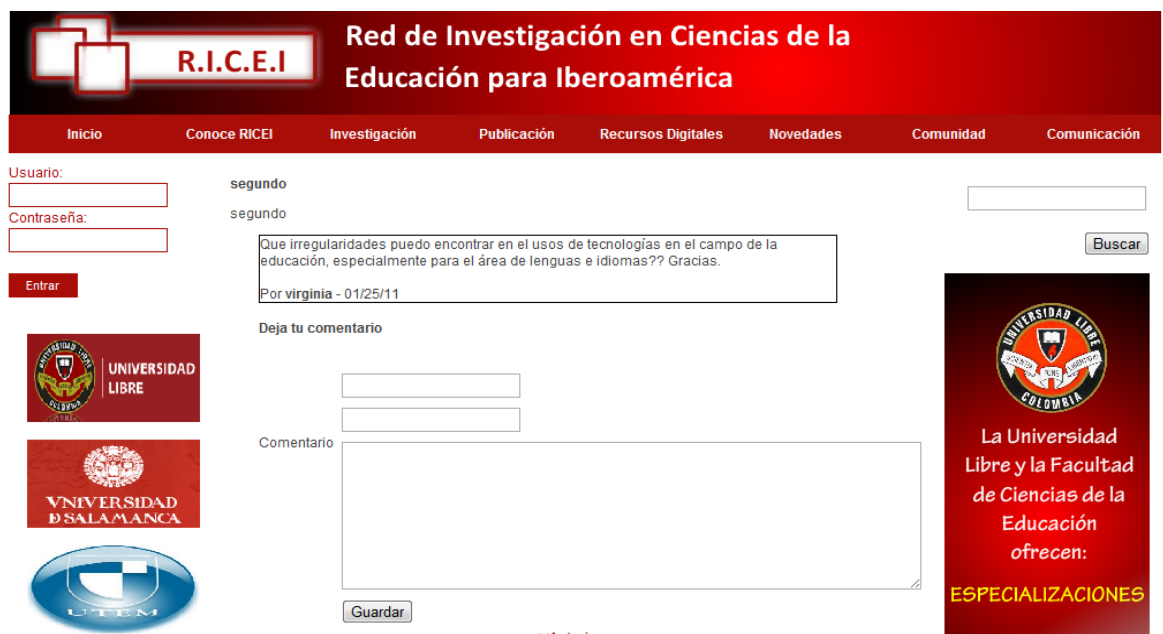 R.I.C.E.I
Red de Investigación en Ciencias de la
Educación para Iberoamérica
Inicio
Conoce RICEI
Investigación
Publicación
Recursos Digitales
Novedades
Comunidad
Comunicación
Usuario:
Contraseña:
Entrar
UNIVERSIDAD
LIBRE
VNiVERSIDAD
D SALAMANCA
UTEM
segundo
segundo
Que irregularidades puedo encontrar en el usos de tecnologías en el campo de la
educación, especialmente para el área de lenguas e idiomas?? Gracias.
Por virginia - 01/25/11
Deja tu comentario
Comentario
Guardar
Buscar
UNIVERSIDAD LIBRE
COLOMBIA
La Universidad
Libre y la Facultad
de Ciencias de la
Educación
ofrecen:
ESPECIALIZACIONES